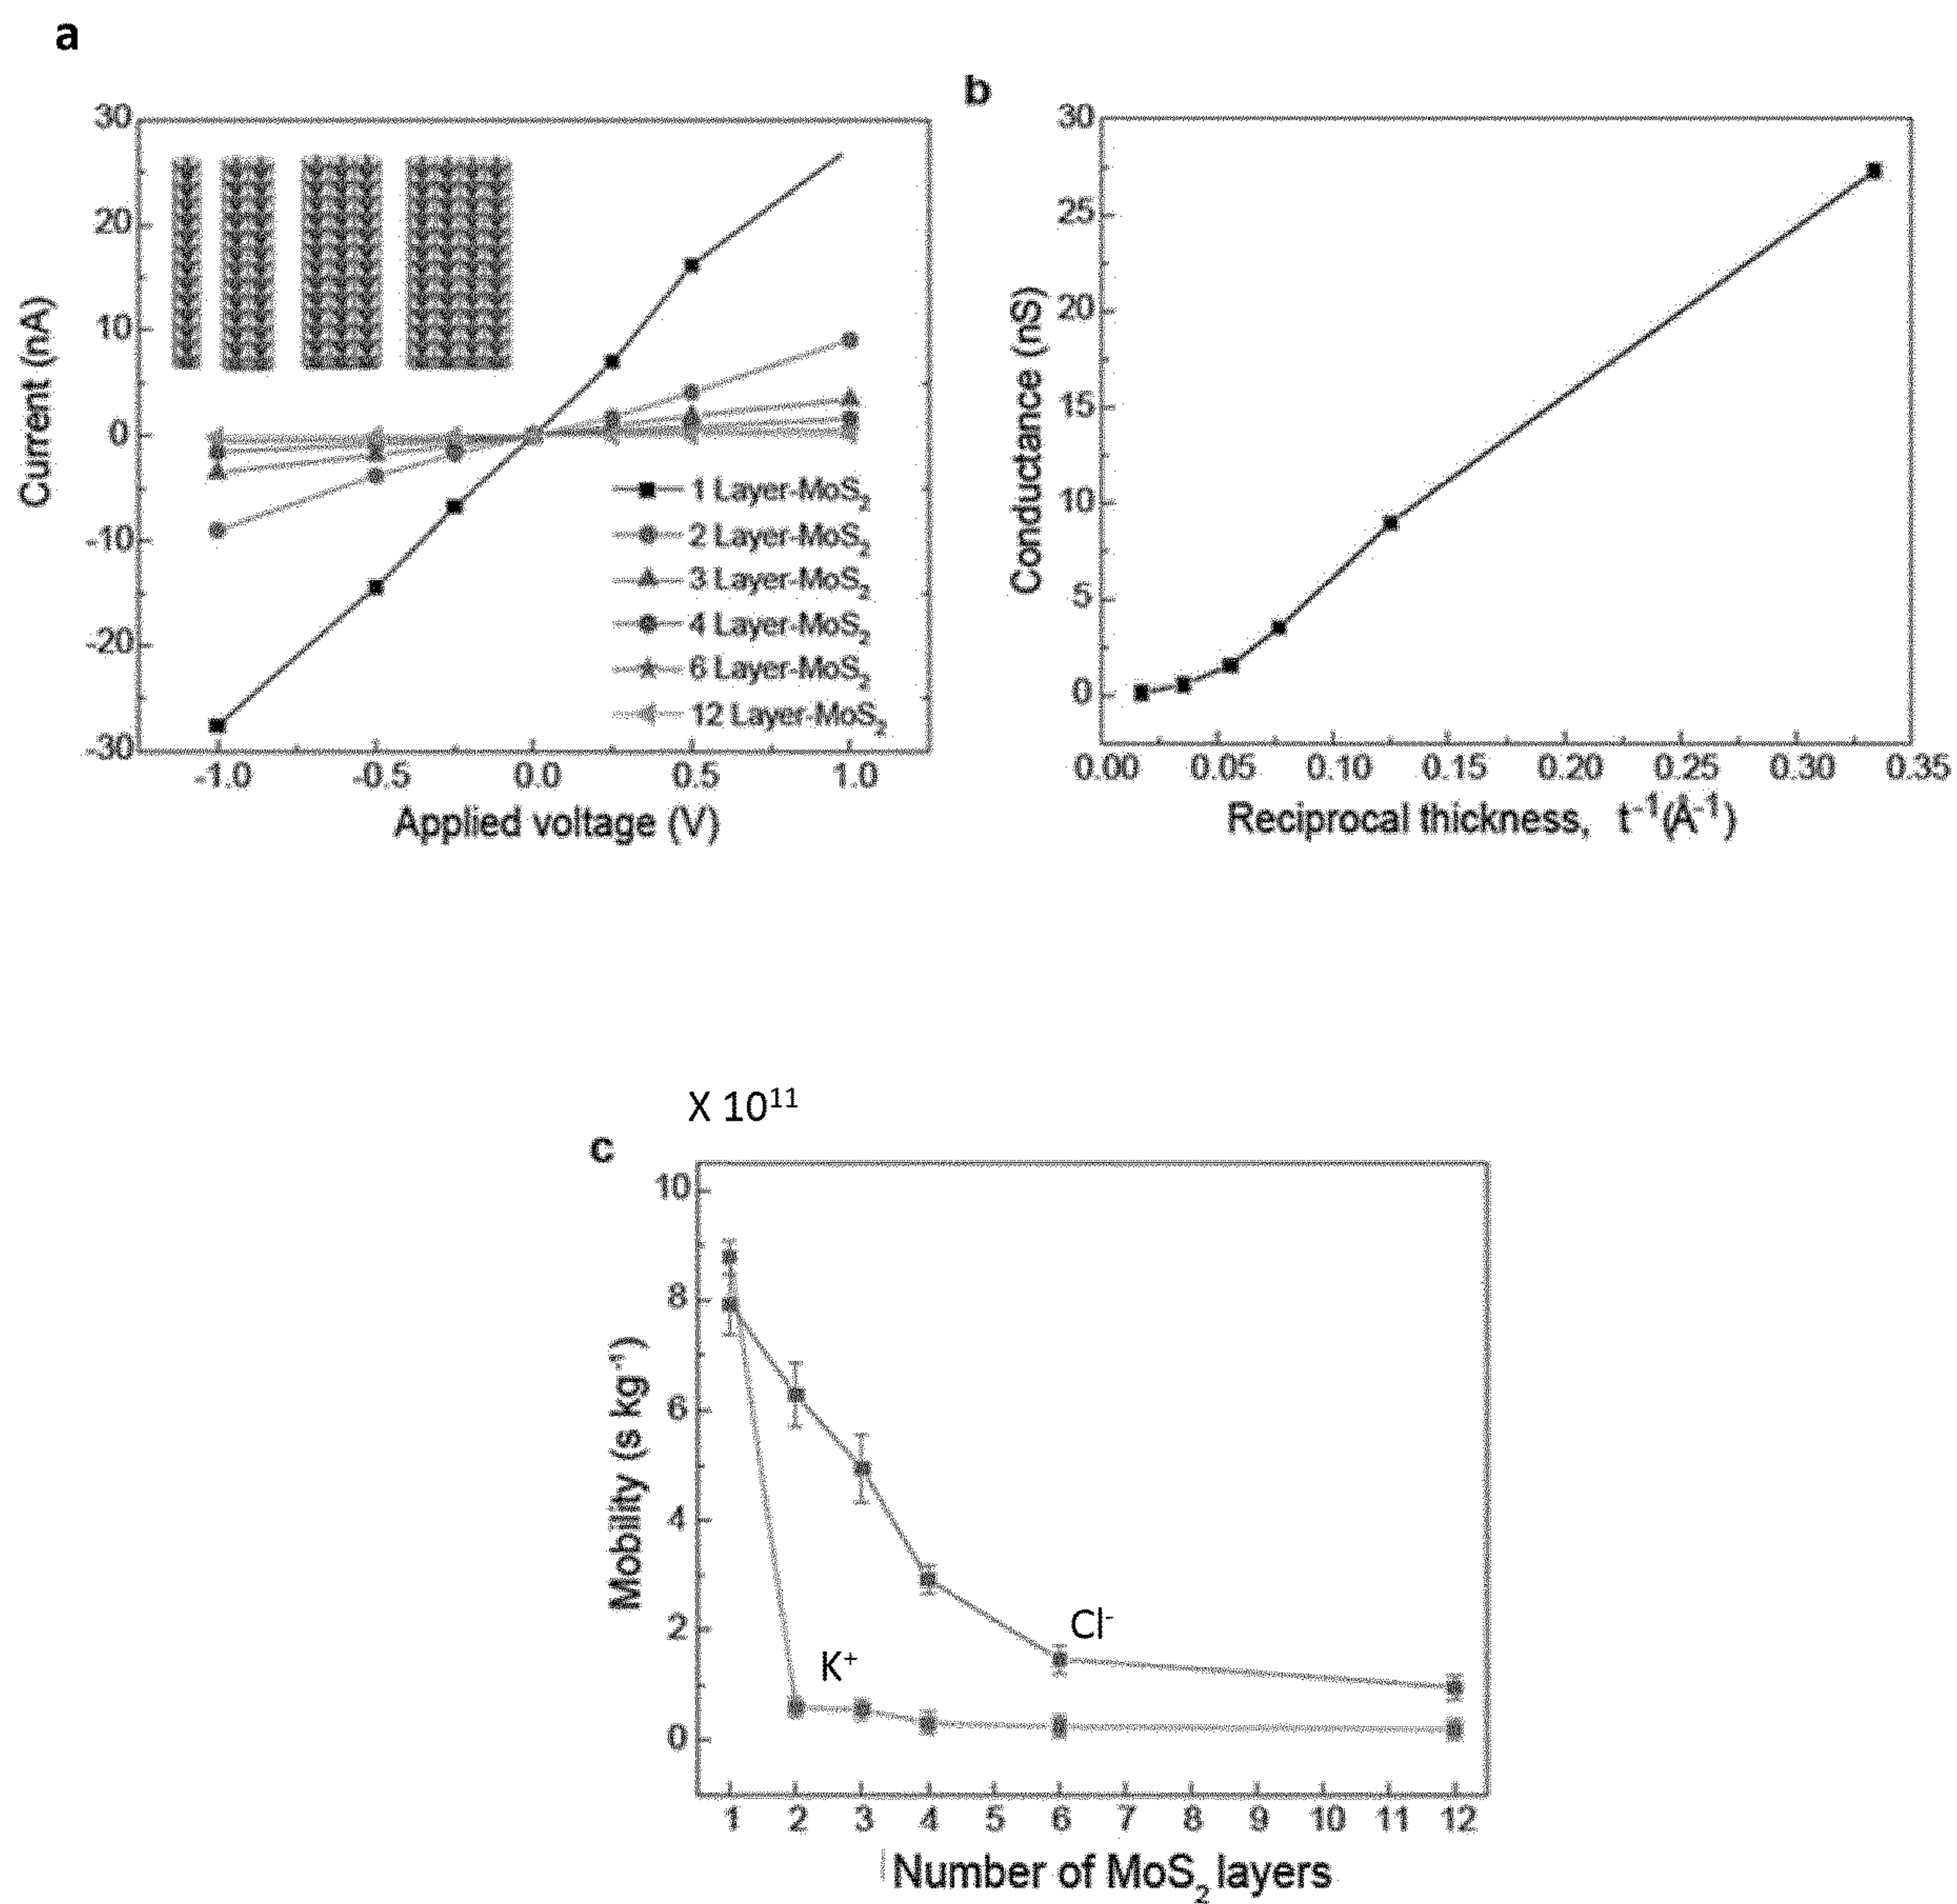 a
30
20
10
0
-10
-20
-30
Current (nA)
1 Layer-MoS₂
2 Layer-MoS₂
3 Layer-MoS₂
4 Layer-MoS₂
6 Layer-MoS₂
12 Layer-MoS₂
-1.0 -0.5 0.0 0.5 1.0
Applied voltage (V)
b
30
25
20
15
10
5
0
Conductance (nS)
0.00 0.05 0.10 0.15 0.20 0.25 0.30 0.35
Reciprocal thickness, t⁻¹(Å⁻¹)
X 10¹¹
c
10
8
6
4
2
0
Mobility (s kg⁻¹)
Cl⁻
K⁺
1 2 3 4 5 6 7 8 9 10 11 12
Number of MoS₂ layers